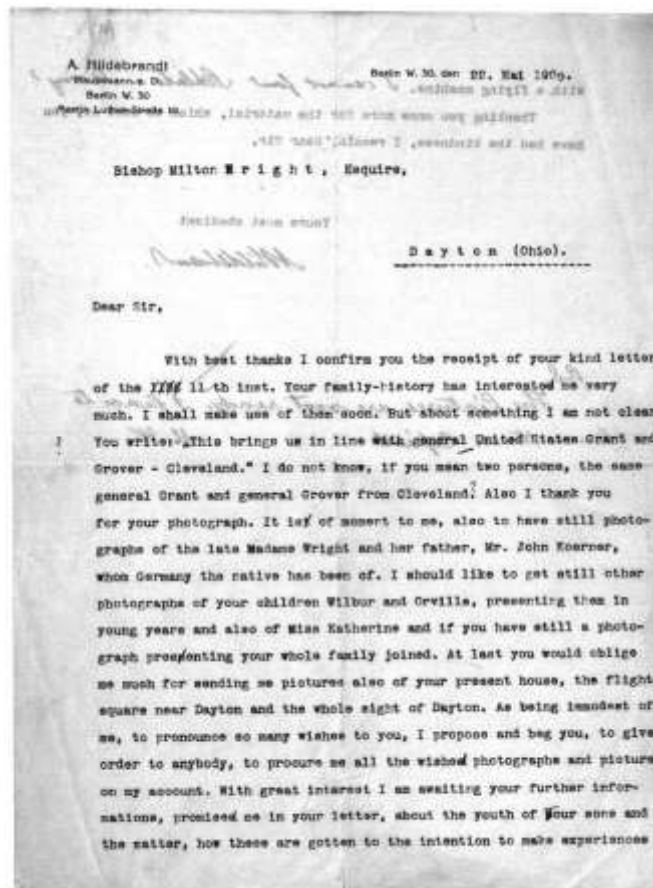 A. Hildebrandt
Hauptmann a. D.
Berlin W. 30
Martin Luther-Straße 10
Berlin W. 30, den 22. Mai 1909.
Bishop Milton W r i g h t , Esquire,
D a y t o n (Ohio).
Dear Sir,
With best thanks I confirm you the receipt of your kind letter
of the 11 th inst. Your family-history has interested me very
much. I shall make use of them soon. But about something I am not clear
You write: „This brings us in line with general United States Grant and
Grover - Cleveland." I do not know, if you mean two persons, the same
general Grant and general Grover from Cleveland? Also I thank you
for your photograph. It is of moment to me, also to have still photo-
graphs of the late Madame Wright and her father, Mr. John Koerner,
whom Germany the native has been of. I should like to get still other
photographs of your children Wilbur and Orville, presenting them in
young years and also of Miss Katherine and if you have still a photo-
graph presenting your whole family joined. At last you would oblige
me much for sending me pictures also of your present house, the flight
square near Dayton and the whole sight of Dayton. As being immodest of
me, to pronounce so many wishes to you, I propose and beg you, to give
order to anybody, to procure me all the wished photographs and picture
on my account. With great interest I am awaiting your further infor-
mations, promised me in your letter, about the youth of your sons and
the matter, how these are gotten to the intention to make experiences